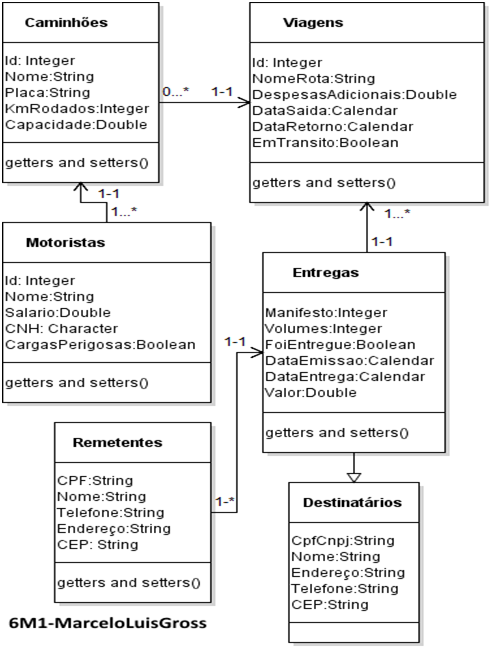 Caminhões
Id: Integer
Nome:String
Placa:String
KmRodados:Integer
Capacidade:Double
getters and setters()
0...*
1-1
Viagens
Id: Integer
NomeRota:String
DespesasAdicionais:Double
DataSaida:Calendar
DataRetorno:Calendar
EmTransito:Boolean
getters and setters()
1-1
1...*
Motoristas
Id: Integer
Nome:String
Salario:Double
CNH: Character
CargasPerigosas:Boolean
getters and setters()
1...*
1-1
Entregas
Manifesto:Integer
Volumes:Integer
FoiEntregue:Boolean
DataEmissao:Calendar
DataEntrega:Calendar
Valor:Double
getters and setters()
1-1
1-*
Remetentes
CPF:String
Nome:String
Telefone:String
Endereço:String
CEP: String
getters and setters()
Destinatários
CpfCnpj:String
Nome:String
Endereço:String
Telefone:String
CEP:String
6M1-MarceloLuisGross